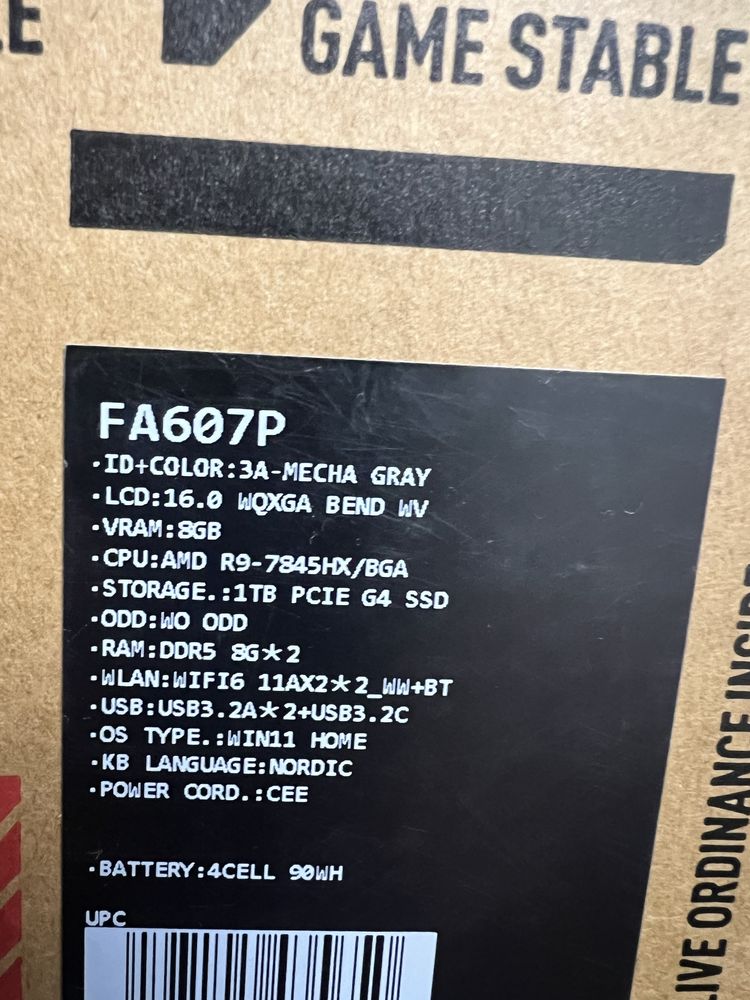 GAME STABLE
FA607P
·ID+COLOR:3A-MECHA GRAY
·LCD:16.0 WQXGA BEND WV
·VRAM:8GB
·CPU:AMD R9-7845HX/BGA
·STORAGE.:1TB PCIE G4 SSD
·ODD:WO ODD
·RAM:DDR5 8G*2
·WLAN:WIFI6 11AX2*2_WW+BT
·USB:USB3.2A*2+USB3.2C
·OS TYPE.:WIN11 HOME
·KB LANGUAGE:NORDIC
·POWER CORD.:CEE
·BATTERY:4CELL 90WH
UPC
ORDINANCE INSIDE